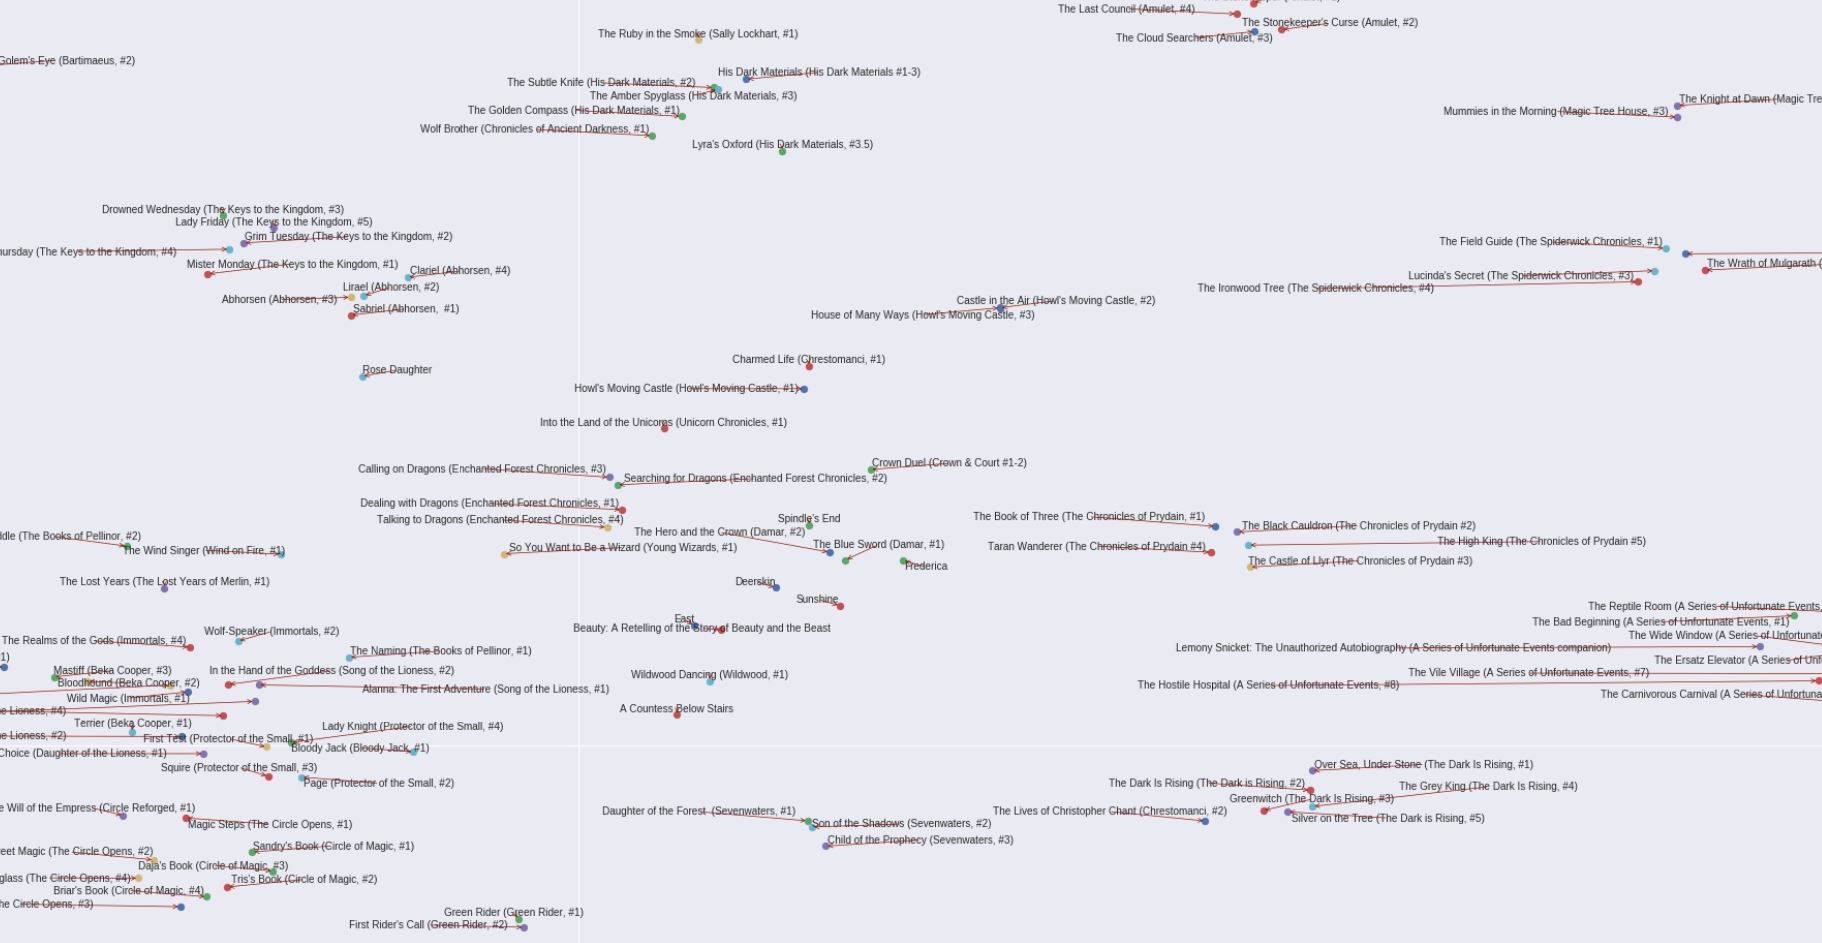 The Last Council (Amulet, #4)
The Stonekeeper's Curse (Amulet, #2)
The Cloud Searchers (Amulet, #3)
The Ruby in the Smoke (Sally Lockhart, #1)
Golem's Eye (Bartimaeus, #2)
His Dark Materials (His Dark Materials #1-3)
The Subtle Knife (His Dark Materials, #2)
The Amber Spyglass (His Dark Materials, #3)
The Knight at Dawn (Magic Tre
The Golden Compass (His Dark Materials, #1)
Mummies in the Morning (Magic Tree House, #3)
Wolf Brother (Chronicles of Ancient Darkness, #1)
Lyra's Oxford (His Dark Materials, #3.5)
Drowned Wednesday (The Keys to the Kingdom, #3)
Lady Friday (The Keys to the Kingdom, #5)
Grim Tuesday (The Keys to the Kingdom, #2)
The Field Guide (The Spiderwick Chronicles, #1)
hursday (The Keys to the Kingdom, #4)
Mister Monday (The Keys to the Kingdom, #1)
The Wrath of Mulgarath (
Clariel (Abhorsen, #4)
Lucinda's Secret (The Spiderwick Chronicles, #3)
Lirael (Abhorsen, #2)
The Ironwood Tree (The Spiderwick Chronicles, #4)
Abhorsen (Abhorsen, #3)
Castle in the Air (Howl's Moving Castle, #2)
Sabriel (Abhorsen, #1)
House of Many Ways (Howl's Moving Castle, #3)
Charmed Life (Chrestomanci, #1)
Rose Daughter
Howl's Moving Castle (Howl's Moving Castle, #1)
Into the Land of the Unicorns (Unicorn Chronicles, #1)
Crown Duel (Crown & Court #1-2)
Calling on Dragons (Enchanted Forest Chronicles, #3)
Searching for Dragons (Enchanted Forest Chronicles, #2)
Dealing with Dragons (Enchanted Forest Chronicles, #1)
The Book of Three (The Chronicles of Prydain, #1)
Talking to Dragons (Enchanted Forest Chronicles, #4)
Spindle's End
The Black Cauldron (The Chronicles of Prydain #2)
The Hero and the Crown (Damar, #2)
ddle (The Books of Pellinor, #2)
The High King (The Chronicles of Prydain #5)
The Blue Sword (Damar, #1)
Taran Wanderer (The Chronicles of Prydain #4)
So You Want to Be a Wizard (Young Wizards, #1)
The Wind Singer (Wind on Fire, #1)
The Castle of Llyr (The Chronicles of Prydain #3)
Frederica
The Lost Years (The Lost Years of Merlin, #1)
Deerskin
Sunshine
The Reptile Room (A Series of Unfortunate Events,
East
The Bad Beginning (A Series of Unfortunate Events, #1)
Beauty: A Retelling of the Story of Beauty and the Beast
Wolf-Speaker (Immortals, #2)
The Wide Window (A Series of Unfortunate
The Realms of the Gods (Immortals, #4)
Lemony Snicket: The Unauthorized Autobiography (A Series of Unfortunate Events companion)
The Naming (The Books of Pellinor, #1)
#1)
The Ersatz Elevator (A Series of Unf
Mastiff (Beka Cooper, #3)
In the Hand of the Goddess (Song of the Lioness, #2)
The Vile Village (A Series of Unfortunate Events, #7)
Wildwood Dancing (Wildwood, #1)
Bloodhound (Beka Cooper, #2)
The Hostile Hospital (A Series of Unfortunate Events, #8)
Alanna: The First Adventure (Song of the Lioness, #1)
The Carnivorous Carnival (A Series of Unfortuna
Wild Magic (Immortals, #1)
e Lioness, #4)
A Countess Below Stairs
Terrier (Beka Cooper, #1)
Lady Knight (Protector of the Small, #4)
e Lioness, #2)
First Test (Protector of the Small, #1)
Bloody Jack (Bloody Jack, #1)
Choice (Daughter of the Lioness, #1)
Over Sea, Under Stone (The Dark Is Rising, #1)
Squire (Protector of the Small, #3)
Page (Protector of the Small, #2)
The Dark Is Rising (The Dark is Rising, #2)
The Grey King (The Dark Is Rising, #4)
Greenwitch (The Dark Is Rising, #3)
e Will of the Empress (Circle Reforged, #1)
Daughter of the Forest (Sevenwaters, #1)
The Lives of Christopher Chant (Chrestomanci, #2)
Silver on the Tree (The Dark is Rising, #5)
Magic Steps (The Circle Opens, #1)
Son of the Shadows (Sevenwaters, #2)
Child of the Prophecy (Sevenwaters, #3)
Sandry's Book (Circle of Magic, #1)
reet Magic (The Circle Opens, #2)
Daja's Book (Circle of Magic, #3)
glass (The Circle Opens, #4)
Tris's Book (Circle of Magic, #2)
Briar's Book (Circle of Magic, #4)
he Circle Opens, #3)
Green Rider (Green Rider, #1)
First Rider's Call (Green Rider, #2)